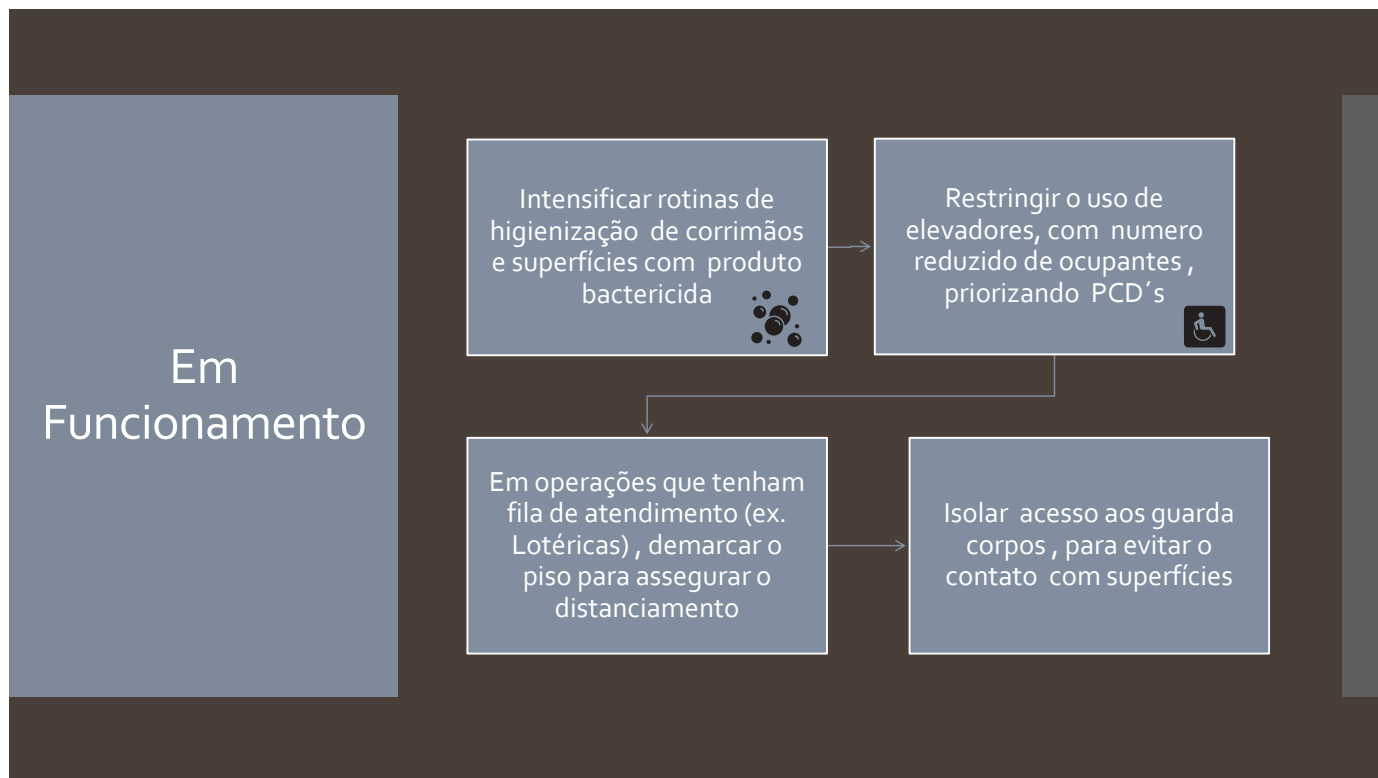 Em
Funcionamento
Intensificar rotinas de
higienização  de corrimãos
e superfícies com  produto
bactericida
Restringir o uso de
elevadores, com  numero
reduzido de ocupantes ,
priorizando  PCD´s
Em operações que tenham
fila de atendimento (ex.
Lotéricas) , demarcar o
piso para assegurar o
distanciamento
Isolar  acesso aos guarda
corpos , para evitar o
contato  com superfícies